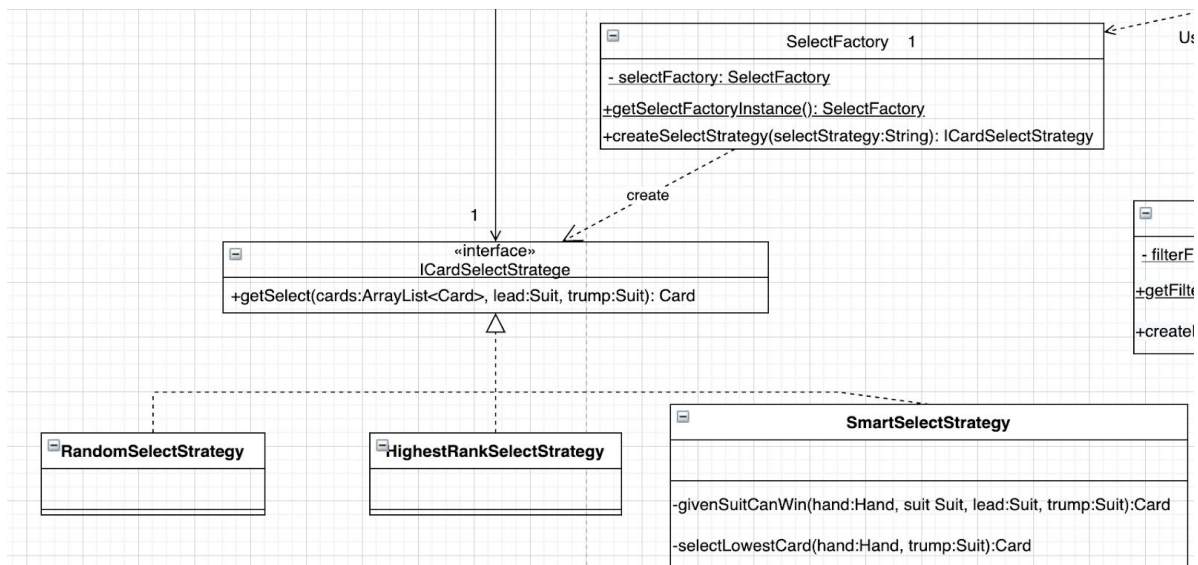 SelectFactory 1
Us
- selectFactory: SelectFactory
+getSelectFactoryInstance(): SelectFactory
+createSelectStrategy(selectStrategy:String): ICardSelectStrategy
create
1
«interface»
ICardSelectStratege
+getSelect(cards:ArrayList<Card>, lead:Suit, trump:Suit): Card
- filterF
+getFilte
+createI
RandomSelectStrategy
HighestRankSelectStrategy
SmartSelectStrategy
-givenSuitCanWin(hand:Hand, suit Suit, lead:Suit, trump:Suit):Card
-selectLowestCard(hand:Hand, trump:Suit):Card